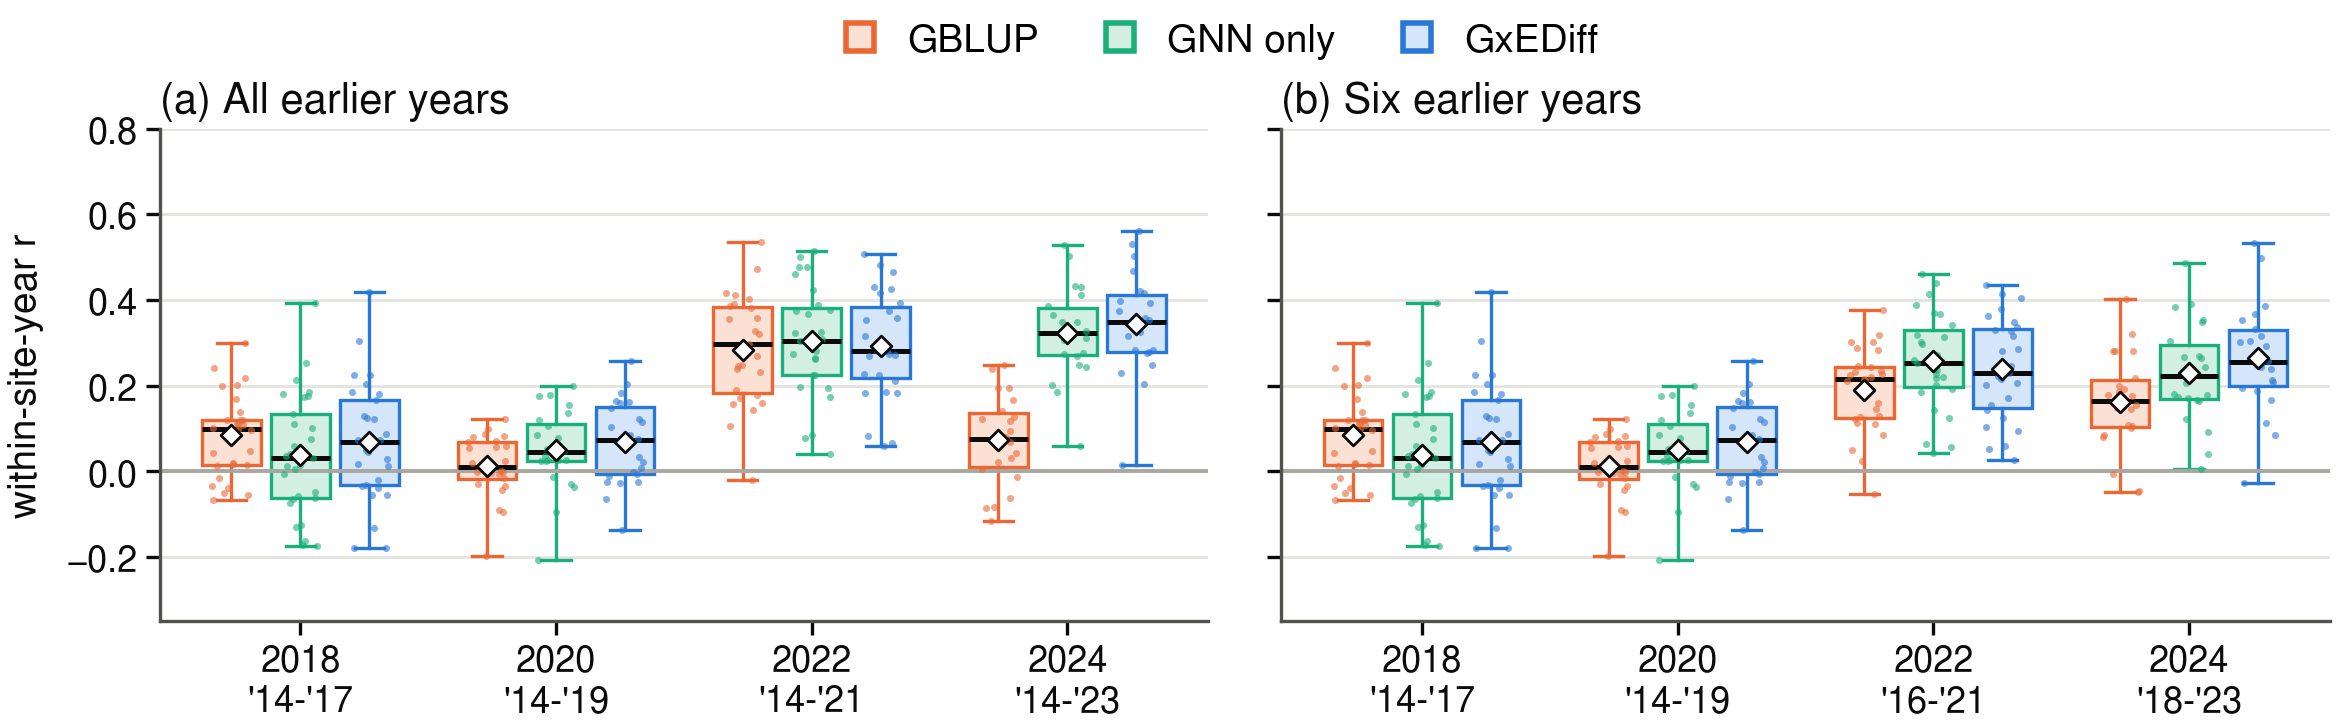 GBLUP GNN only GxEDiff
(a) All earlier years
(b) Six earlier years
within-site-year r
0.8
0.6
0.4
0.2
0.0
−0.2
2018 2020 2022 2024
'14-'17 '14-'19 '14-'21 '14-'23
2018 2020 2022 2024
'14-'17 '14-'19 '16-'21 '18-'23